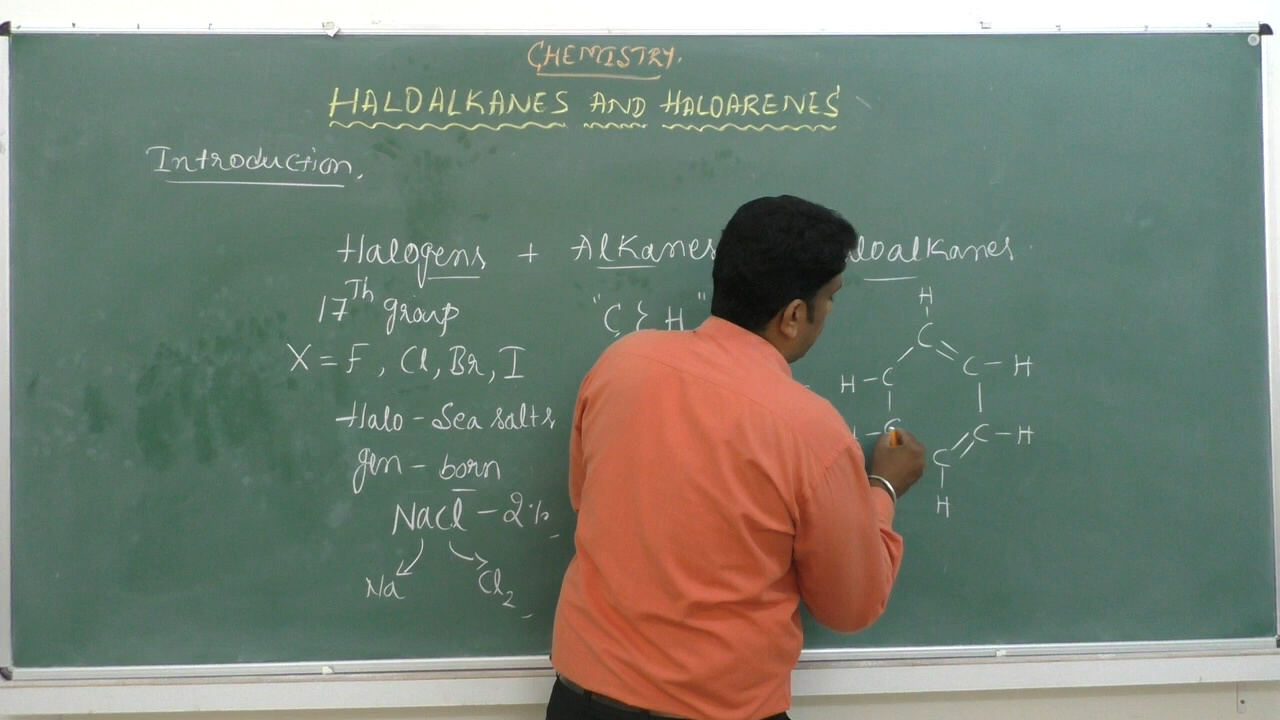 CHEMISTRY.
HALOALKANES AND HALOARENES
Introduction,
Halogens + Alkanes loalkanes
17Th group "C & H"
X = F, Cl, Br, I
Halo - Sea salts
gen - born
NaCl - 2%
Na Cl2
H
C
H - C C - H
C C - H
C
H